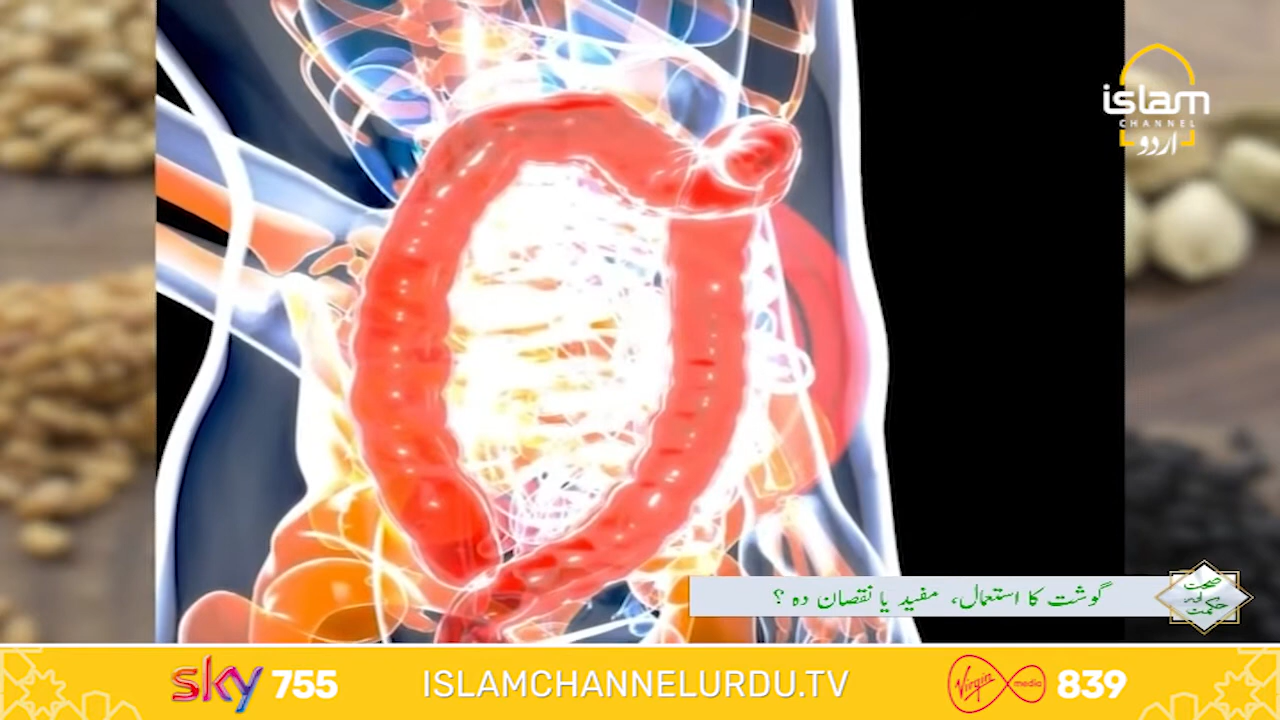 islam
CHANNEL
اردو
گوشت کا استعمال، مفید یا نقصان دہ ؟
صحت
اور
حکمت
sky 755
ISLAMCHANNELURDU.TV
Virgin media 839